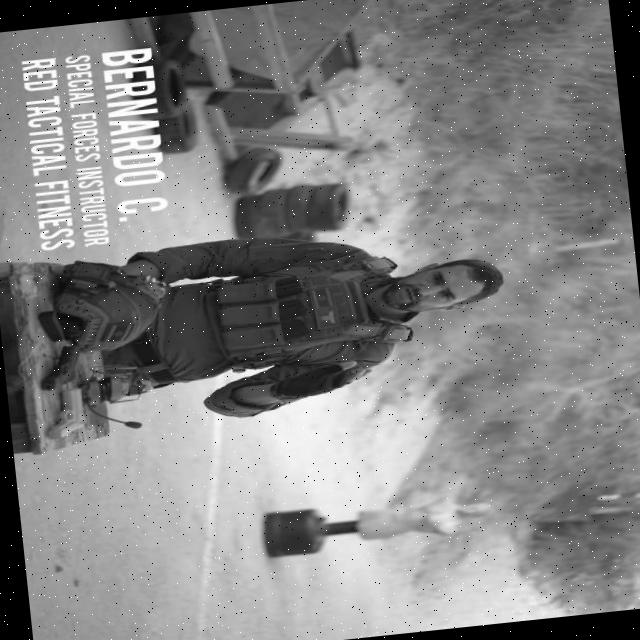 BERNARDO C.
SPECIAL FORCES INSTRUCTOR
RED TACTICAL FITNESS